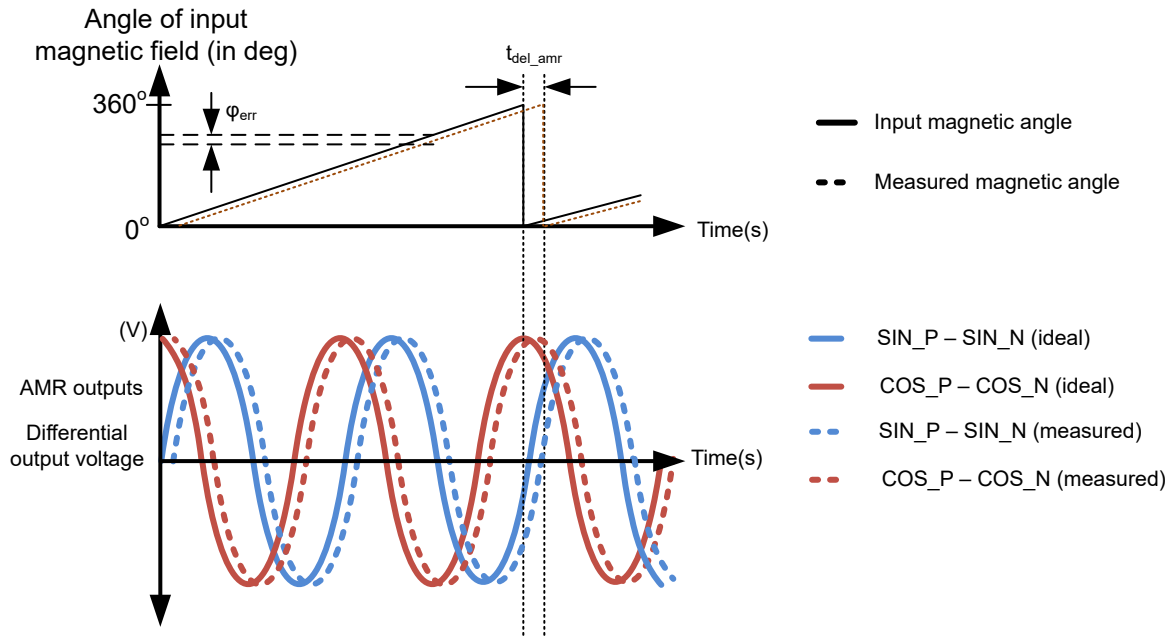 Angle of input
magnetic field (in deg)
t_del_amr
360°
φ_err
0°
Time(s)
Input magnetic angle
Measured magnetic angle
(V)
AMR outputs
Differential
output voltage
Time(s)
SIN_P – SIN_N (ideal)
COS_P – COS_N (ideal)
SIN_P – SIN_N (measured)
COS_P – COS_N (measured)